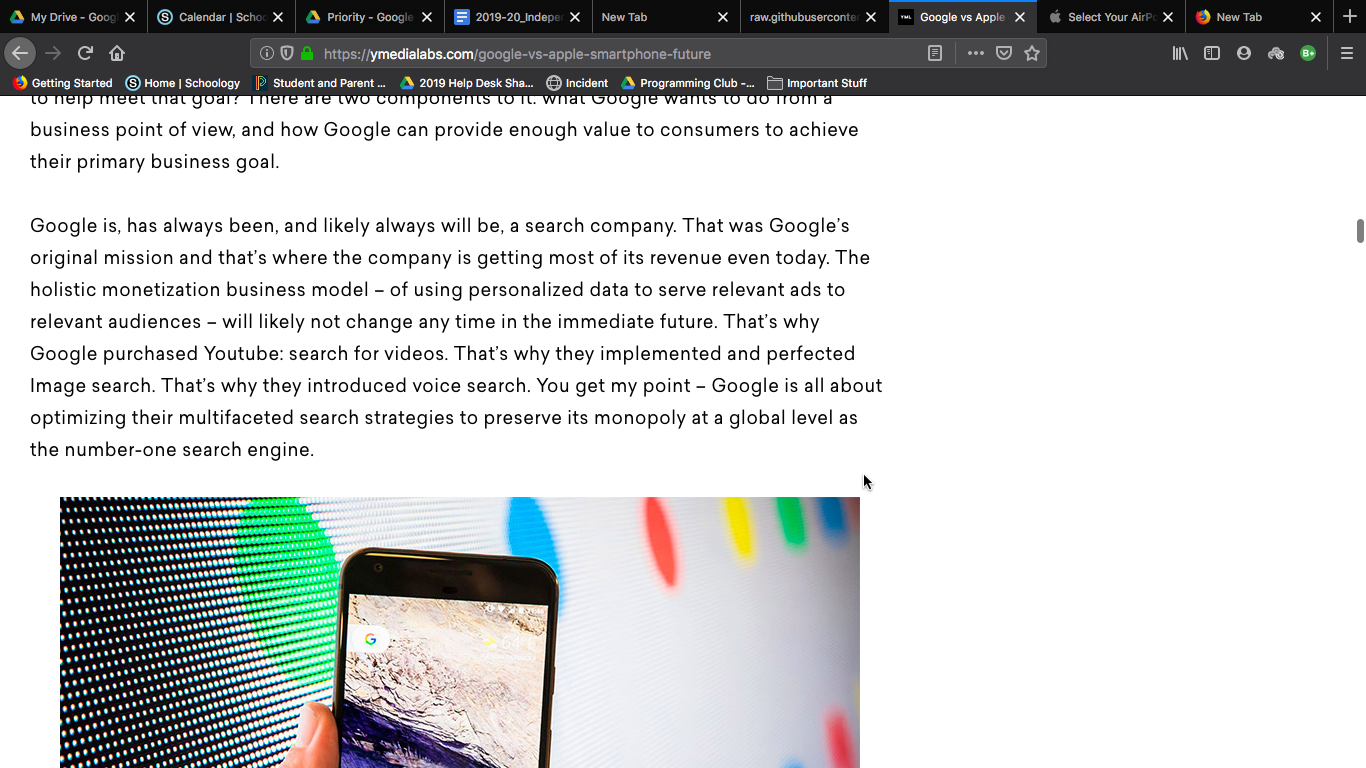 My Drive - Googl
Calendar | Schoo
Priority - Google
2019-20_Indepen
New Tab
raw.githubuserconten
YML
Google vs Apple
Select Your AirPo
New Tab
https://ymedialabs.com/google-vs-apple-smartphone-future
B+
Getting Started
Home | Schoology
Student and Parent ...
2019 Help Desk Sha...
Incident
Programming Club -...
Important Stuff
to help meet that goal? There are two components to it: what Google wants to do from a
business point of view, and how Google can provide enough value to consumers to achieve
their primary business goal.
Google is, has always been, and likely always will be, a search company. That was Google’s
original mission and that’s where the company is getting most of its revenue even today. The
holistic monetization business model – of using personalized data to serve relevant ads to
relevant audiences – will likely not change any time in the immediate future. That’s why
Google purchased Youtube: search for videos. That’s why they implemented and perfected
Image search. That’s why they introduced voice search. You get my point – Google is all about
optimizing their multifaceted search strategies to preserve its monopoly at a global level as
the number-one search engine.
G